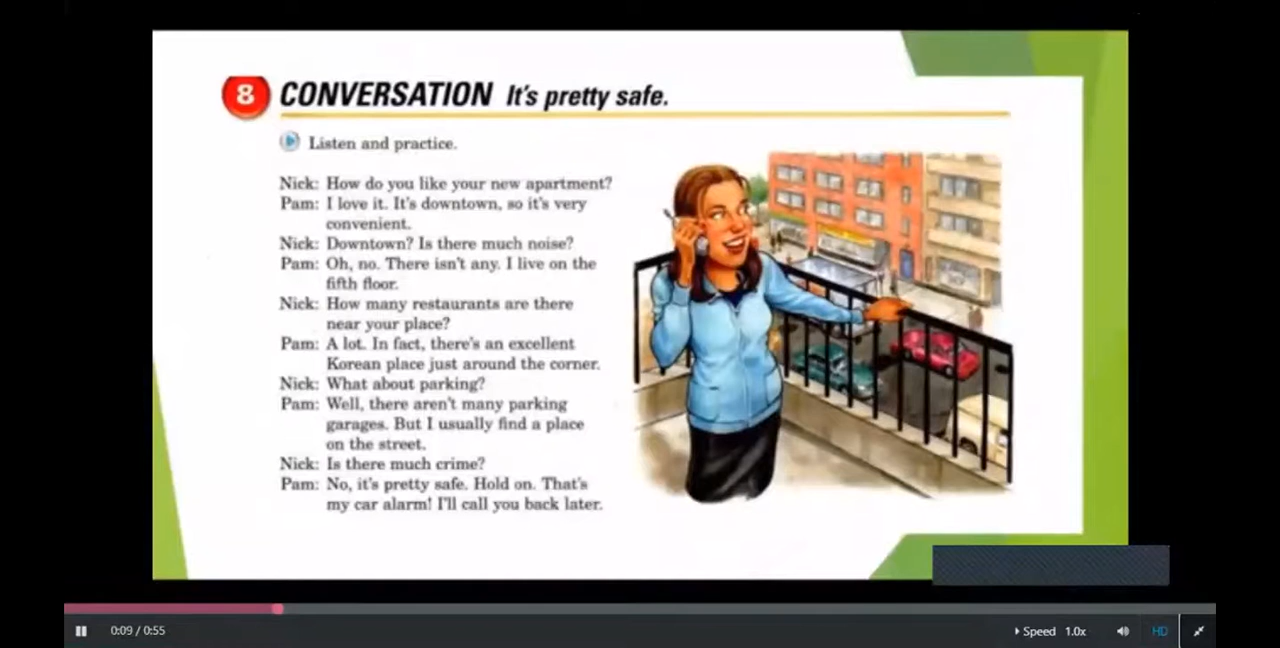 8 CONVERSATION It's pretty safe.
Listen and practice.
Nick: How do you like your new apartment?
Pam: I love it. It's downtown, so it's very
convenient.
Nick: Downtown? Is there much noise?
Pam: Oh, no. There isn't any. I live on the
fifth floor.
Nick: How many restaurants are there
near your place?
Pam: A lot. In fact, there's an excellent
Korean place just around the corner.
Nick: What about parking?
Pam: Well, there aren't many parking
garages. But I usually find a place
on the street.
Nick: Is there much crime?
Pam: No, it's pretty safe. Hold on. That's
my car alarm! I'll call you back later.
0:09 / 0:55
Speed 1.0x
HD